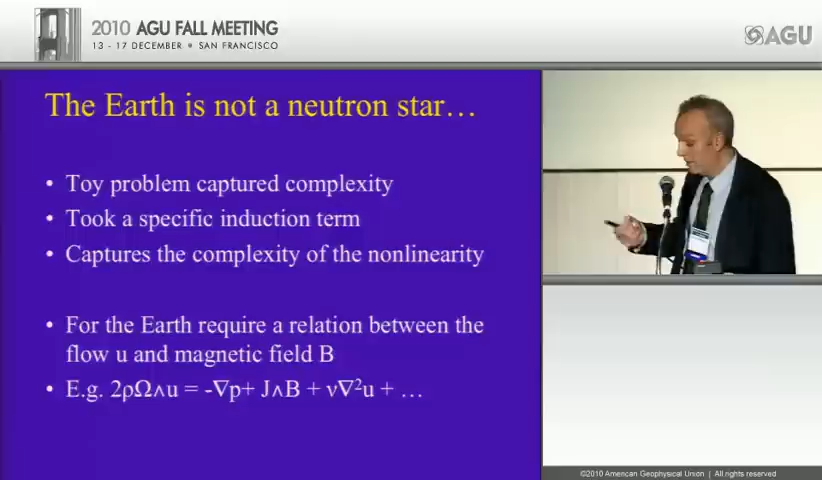 2010 AGU FALL MEETING
13 - 17 DECEMBER • SAN FRANCISCO
AGU
The Earth is not a neutron star…
• Toy problem captured complexity
• Took a specific induction term
• Captures the complexity of the nonlinearity
• For the Earth require a relation between the
flow u and magnetic field B
• E.g. 2ρΩ∧u = -∇p+ J∧B + ν∇²u + …
©2010 American Geophysical Union | All rights reserved